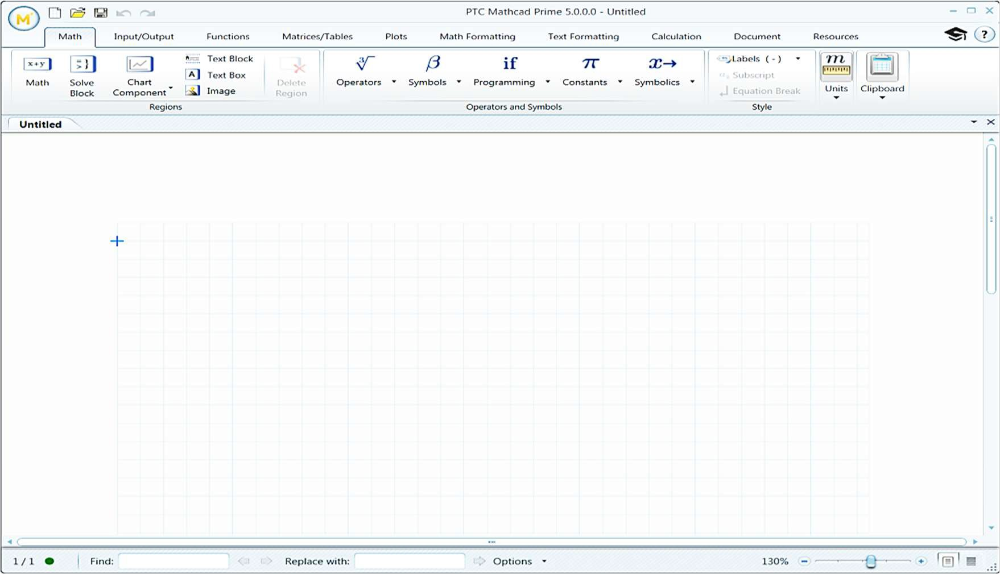 PTC Mathcad Prime 5.0.0.0 - Untitled
Math Input/Output Functions Matrices/Tables Plots Math Formatting Text Formatting Calculation Document Resources ?
x+y Math
Solve Block
Chart Component
Text Block
A Text Box
Image
Delete Region
Regions
∛ Operators
β Symbols
if Programming
π Constants
x→ Symbolics
Operators and Symbols
Labels ( - )
Subscript
Equation Break
Style
m Units
Clipboard
Untitled
1 / 1 Find: Replace with: Options 130%